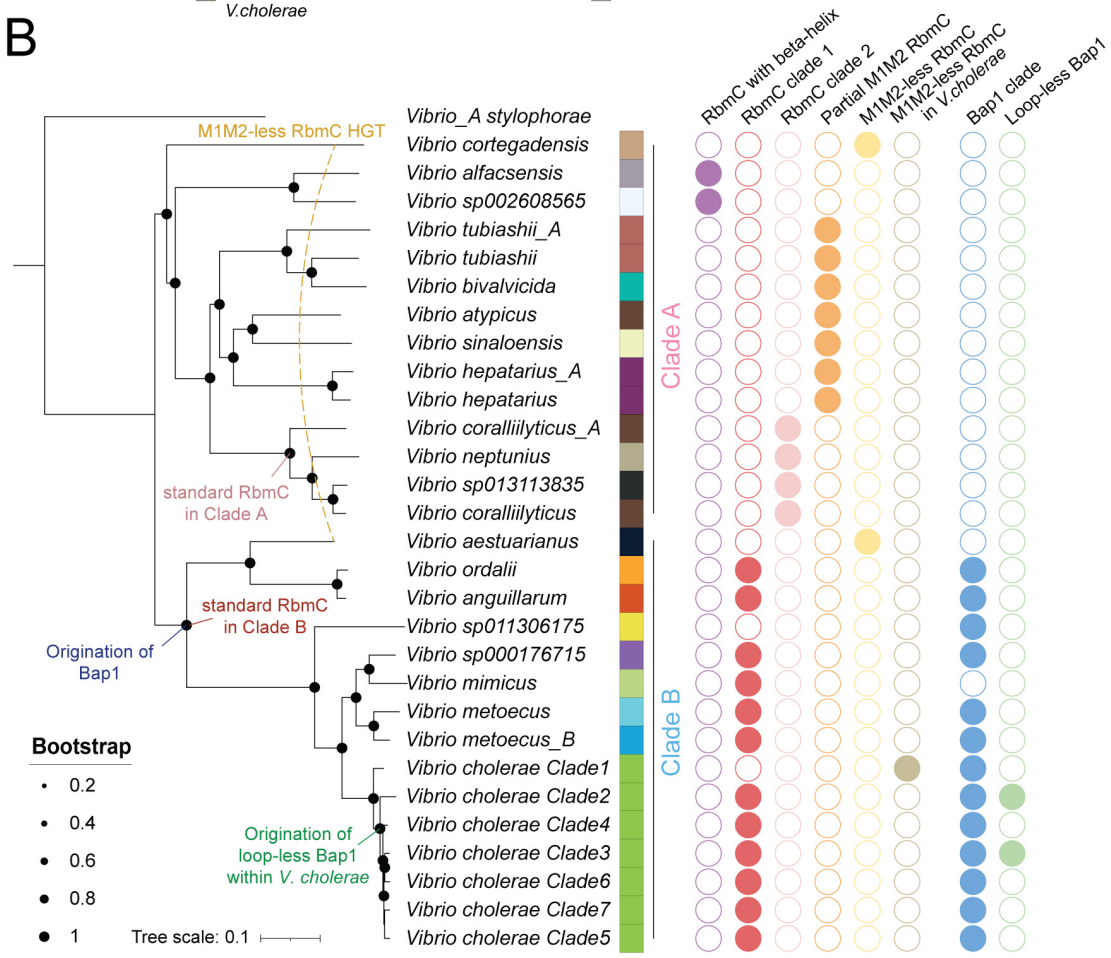 V.cholerae
B
RbmC with beta-helix
RbmC clade 1
RbmC clade 2
Partial M1M2 RbmC
M1M2-less RbmC
M1M2-less RbmC
in V.cholerae
Bap1 clade
Loop-less Bap1
Vibrio_A stylophorae
M1M2-less RbmC HGT
Vibrio cortegadensis
Vibrio alfacsensis
Vibrio sp002608565
Vibrio tubiashii_A
Vibrio tubiashii
Vibrio bivalvicida
Vibrio atypicus
Vibrio sinaloensis
Vibrio hepatarius_A
Vibrio hepatarius
Vibrio coralliilyticus_A
Vibrio neptunius
Vibrio sp013113835
Vibrio coralliilyticus
Clade A
standard RbmC
in Clade A
Vibrio aestuarianus
Vibrio ordalii
Vibrio anguillarum
Vibrio sp011306175
Vibrio sp000176715
Vibrio mimicus
Vibrio metoecus
Vibrio metoecus_B
Vibrio cholerae Clade1
Vibrio cholerae Clade2
Vibrio cholerae Clade4
Vibrio cholerae Clade3
Vibrio cholerae Clade6
Vibrio cholerae Clade7
Vibrio cholerae Clade5
Clade B
standard RbmC
in Clade B
Origination of
Bap1
Origination of
loop-less Bap1
within V. cholerae
Bootstrap
0.2
0.4
0.6
0.8
1
Tree scale: 0.1